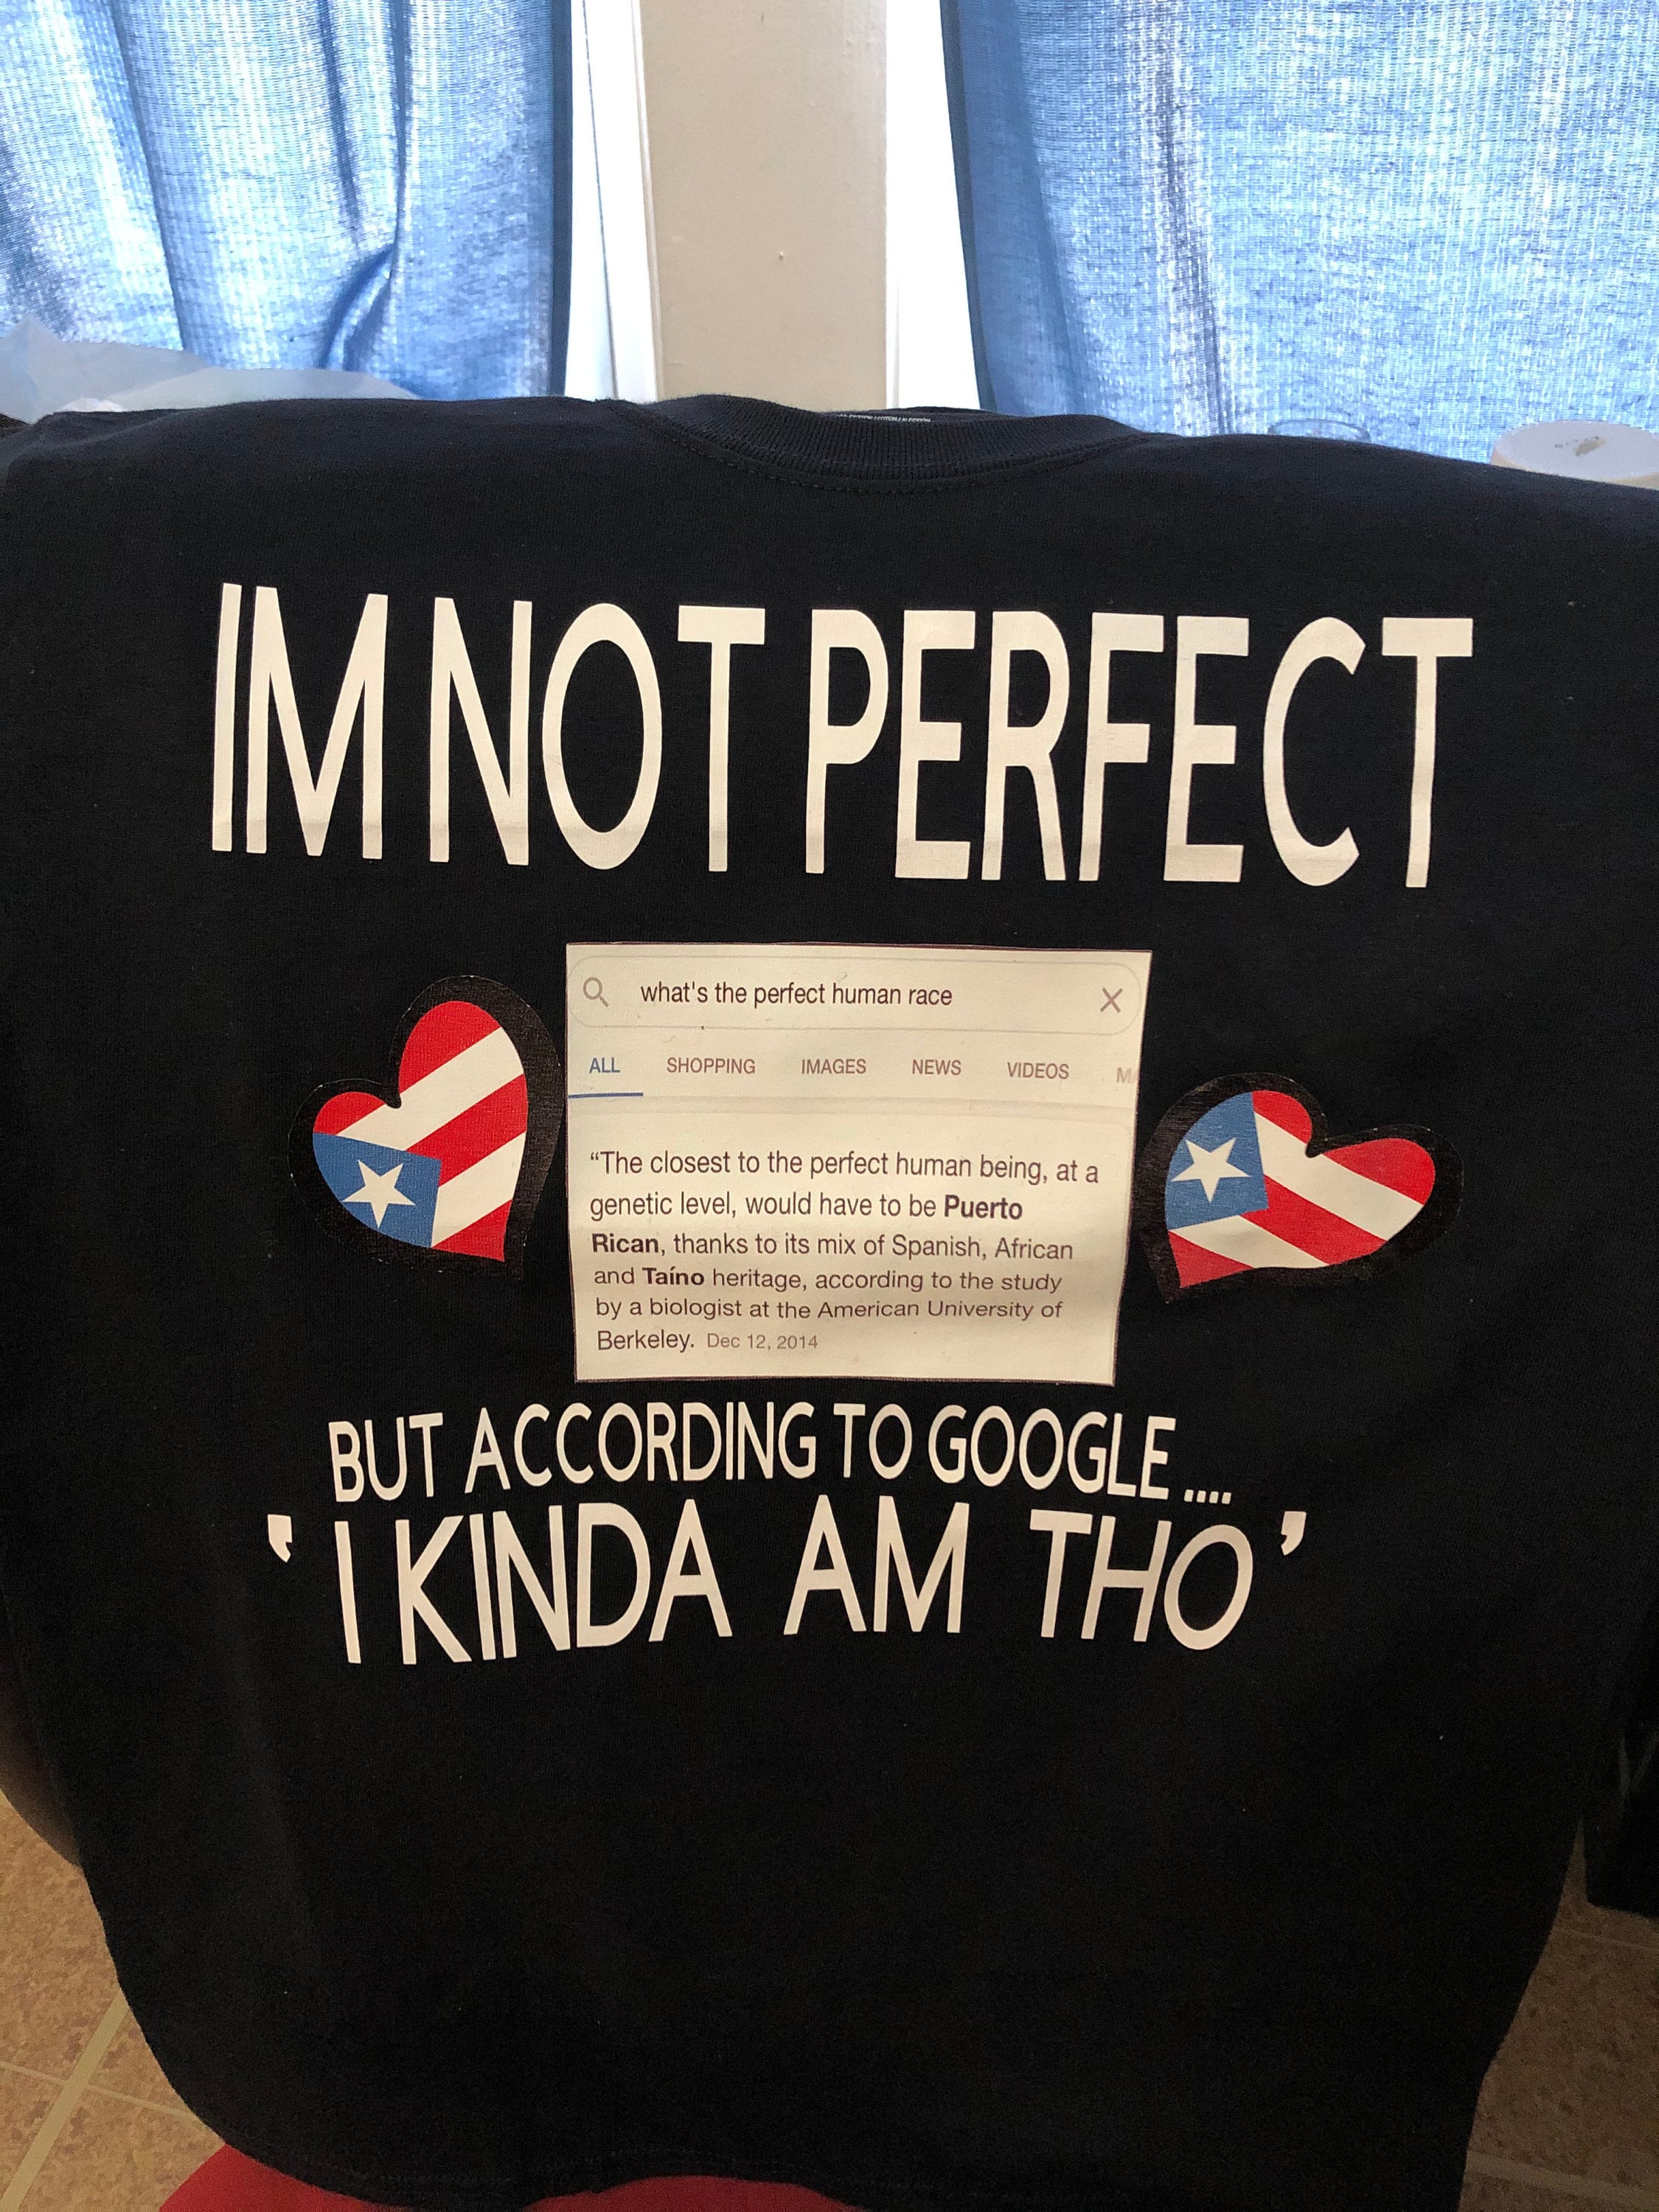 IM NOT PERFECT
what's the perfect human race
ALL SHOPPING IMAGES NEWS VIDEOS
“The closest to the perfect human being, at a
genetic level, would have to be Puerto
Rican, thanks to its mix of Spanish, African
and Taíno heritage, according to the study
by a biologist at the American University of
Berkeley. Dec 12, 2014
BUT ACCORDING TO GOOGLE....
‘I KINDA AM THO’